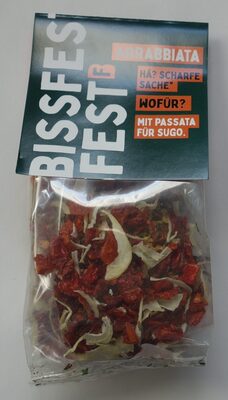 BISSFEST
FEST B
ARRABBIATA
HÄ? SCHARFE
SACHE*
WOFÜR?
MIT PASSATA
FÜR SUGO.